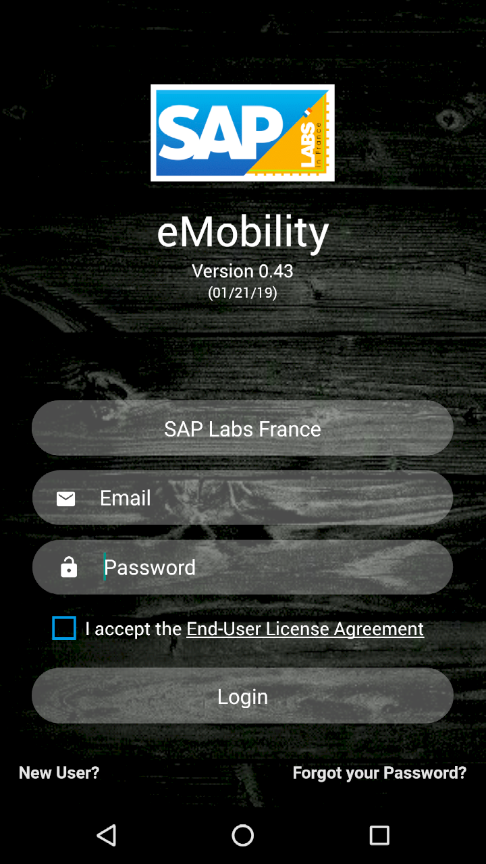 SAP
LABS
in France
eMobility
Version 0.43
(01/21/19)
SAP Labs France
Email
Password
I accept the End-User License Agreement
Login
New User?
Forgot your Password?